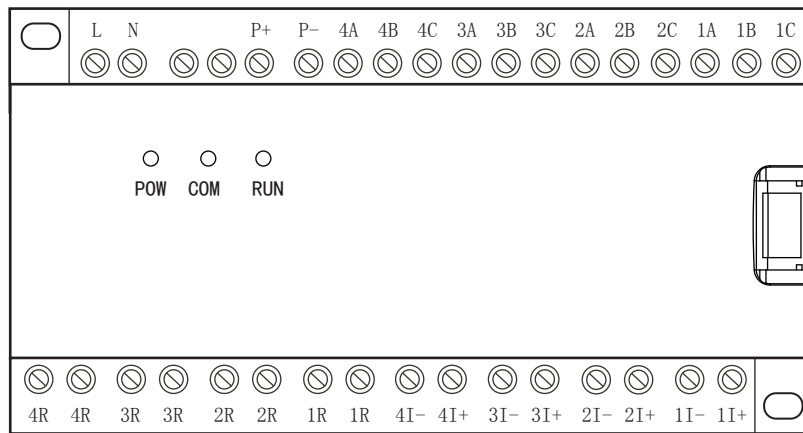 L N P+ P- 4A 4B 4C 3A 3B 3C 2A 2B 2C 1A 1B 1C
POW COM RUN
4R 4R 3R 3R 2R 2R 1R 1R 4I- 4I+ 3I- 3I+ 2I- 2I+ 1I- 1I+